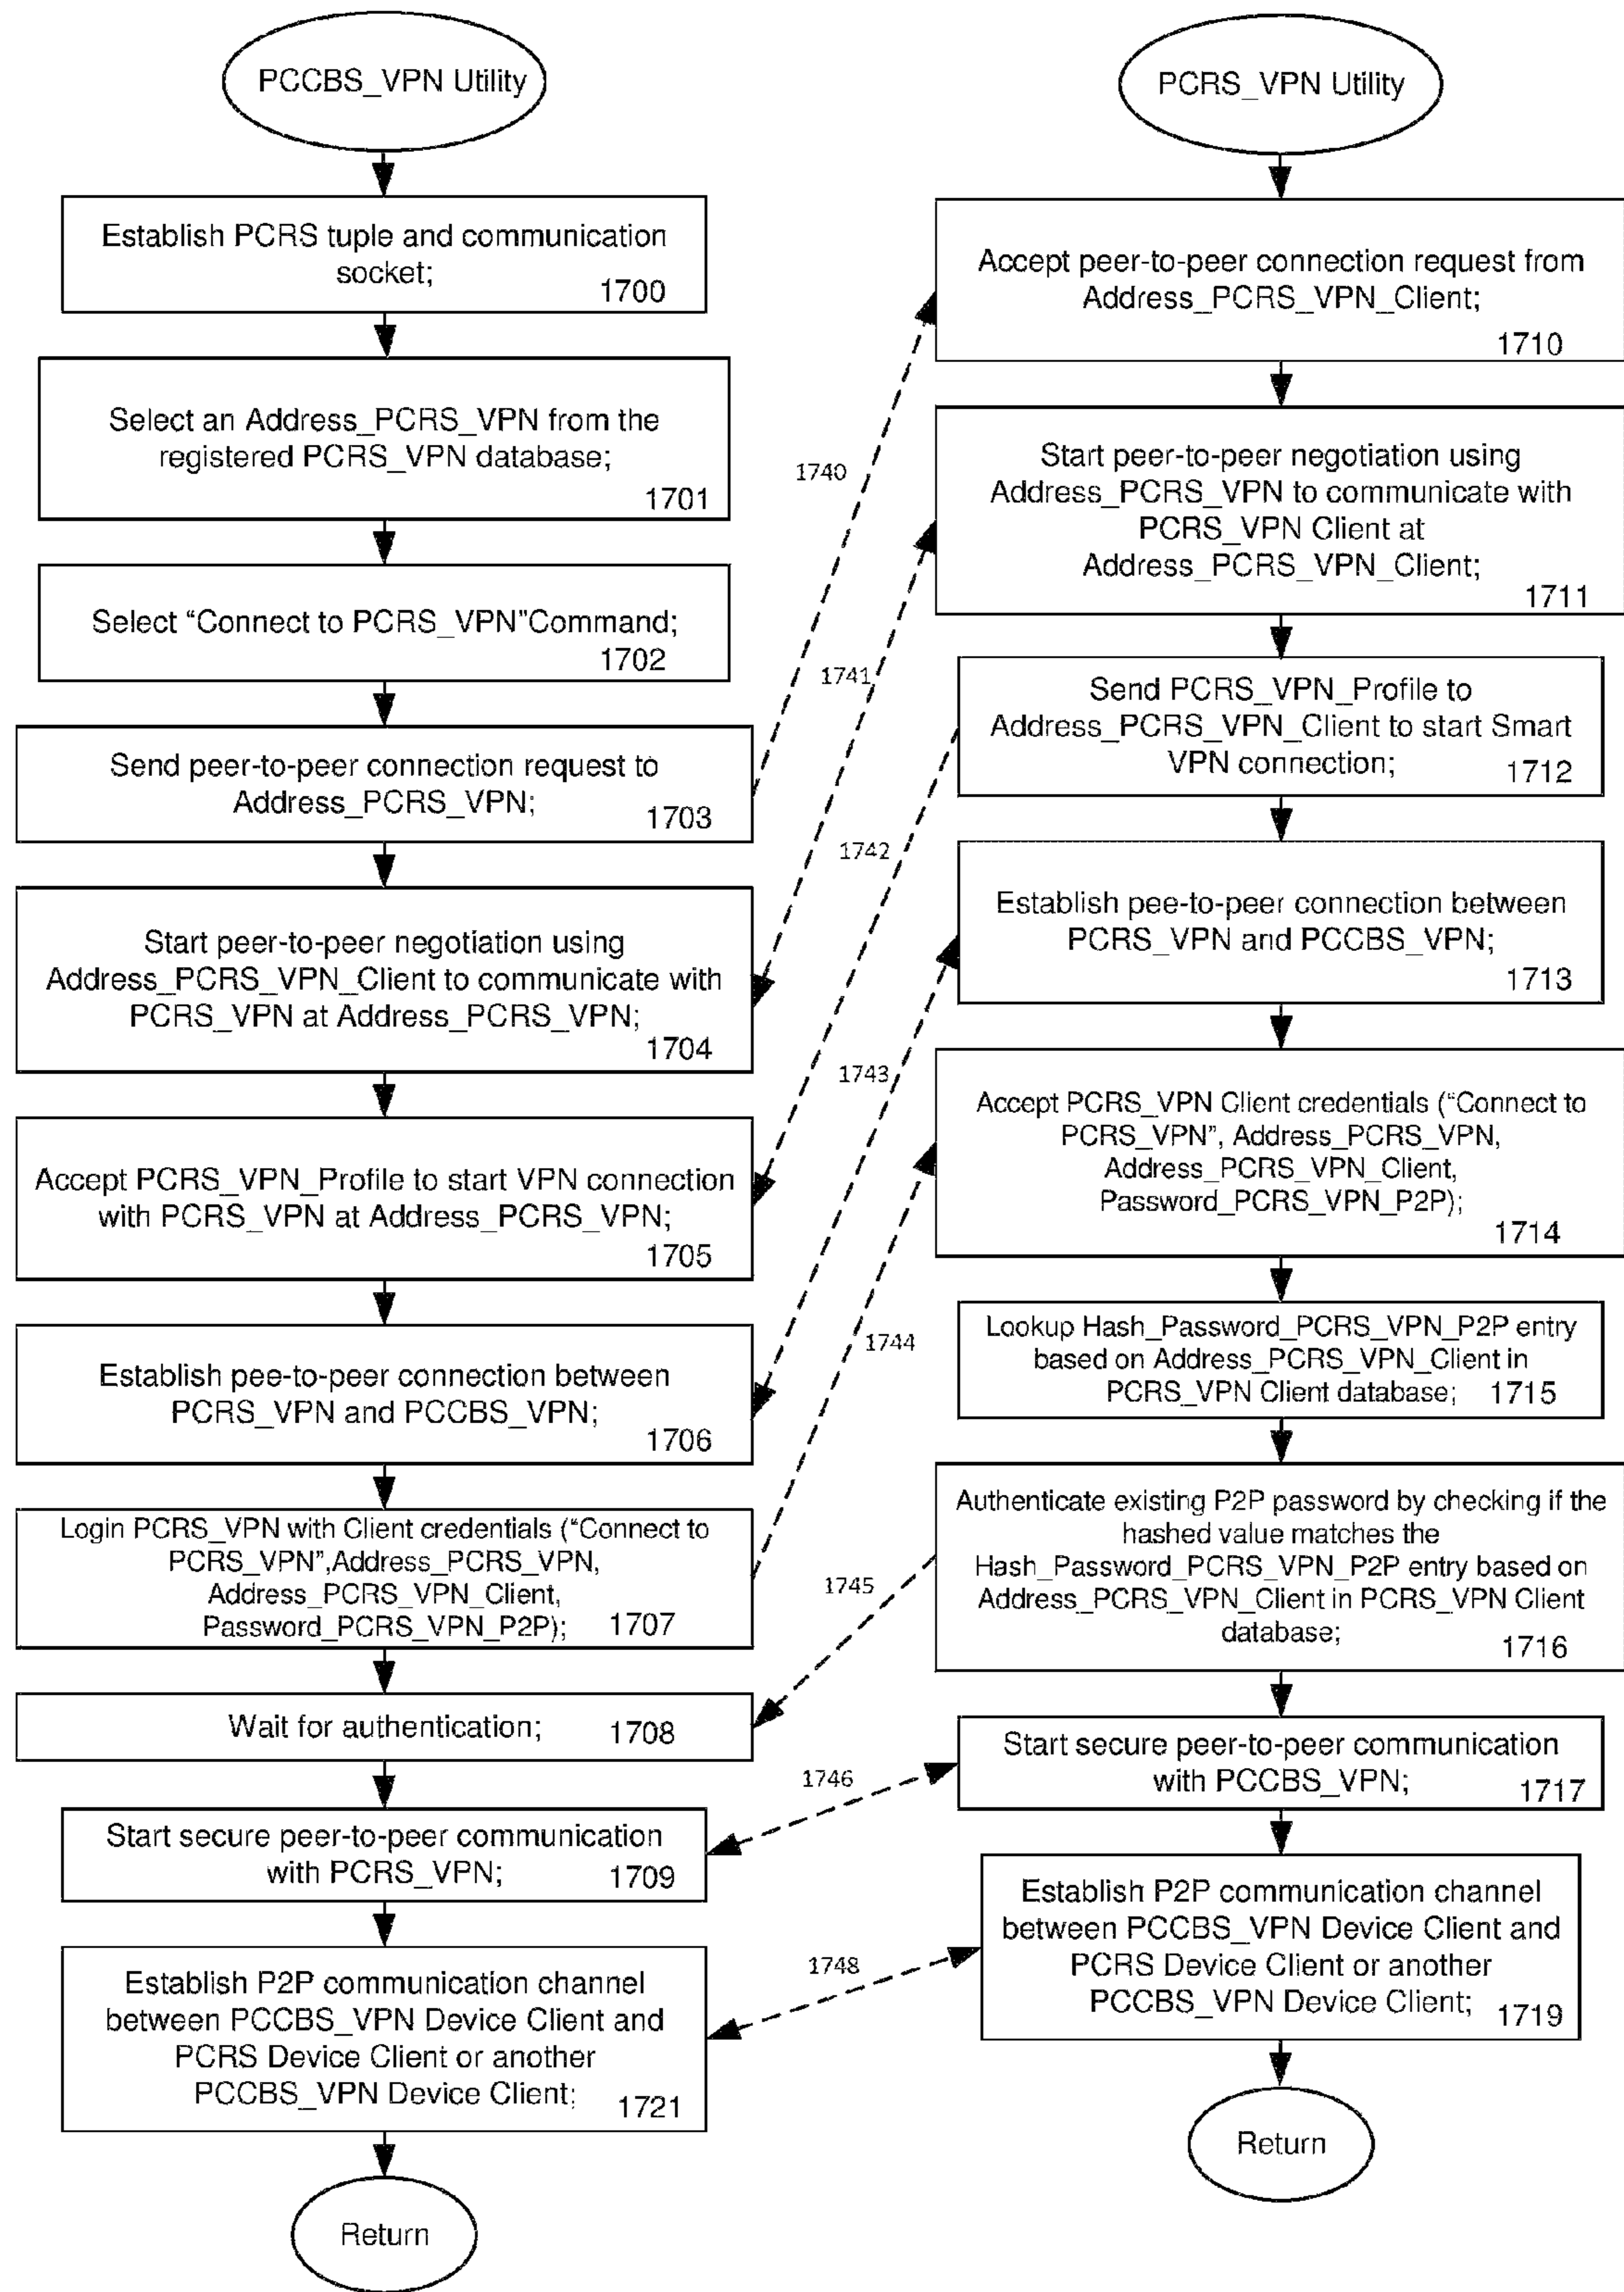 PCCBS_VPN Utility
Establish PCRS tuple and communication
socket;
1700
Select an Address_PCRS_VPN from the
registered PCRS_VPN database;
1701
Select “Connect to PCRS_VPN”Command;
1702
Send peer-to-peer connection request to
Address_PCRS_VPN;
1703
Start peer-to-peer negotiation using
Address_PCRS_VPN_Client to communicate with
PCRS_VPN at Address_PCRS_VPN;
1704
Accept PCRS_VPN_Profile to start VPN connection
with PCRS_VPN at Address_PCRS_VPN;
1705
Establish pee-to-peer connection between
PCRS_VPN and PCCBS_VPN;
1706
Login PCRS_VPN with Client credentials (“Connect to
PCRS_VPN”,Address_PCRS_VPN,
Address_PCRS_VPN_Client,
Password_PCRS_VPN_P2P);
1707
Wait for authentication;
1708
Start secure peer-to-peer communication
with PCRS_VPN;
1709
Establish P2P communication channel
between PCCBS_VPN Device Client and
PCRS Device Client or another
PCCBS_VPN Device Client;
1721
Return
1740
1741
1742
1743
1744
1745
1746
1748
PCRS_VPN Utility
Accept peer-to-peer connection request from
Address_PCRS_VPN_Client;
1710
Start peer-to-peer negotiation using
Address_PCRS_VPN to communicate with
PCRS_VPN Client at
Address_PCRS_VPN_Client;
1711
Send PCRS_VPN_Profile to
Address_PCRS_VPN_Client to start Smart
VPN connection;
1712
Establish pee-to-peer connection between
PCRS_VPN and PCCBS_VPN;
1713
Accept PCRS_VPN Client credentials (“Connect to
PCRS_VPN”, Address_PCRS_VPN,
Address_PCRS_VPN_Client,
Password_PCRS_VPN_P2P);
1714
Lookup Hash_Password_PCRS_VPN_P2P entry
based on Address_PCRS_VPN_Client in
PCRS_VPN Client database;
1715
Authenticate existing P2P password by checking if the
hashed value matches the
Hash_Password_PCRS_VPN_P2P entry based on
Address_PCRS_VPN_Client in PCRS_VPN Client
database;
1716
Start secure peer-to-peer communication
with PCCBS_VPN;
1717
Establish P2P communication channel
between PCCBS_VPN Device Client and
PCRS Device Client or another
PCCBS_VPN Device Client;
1719
Return